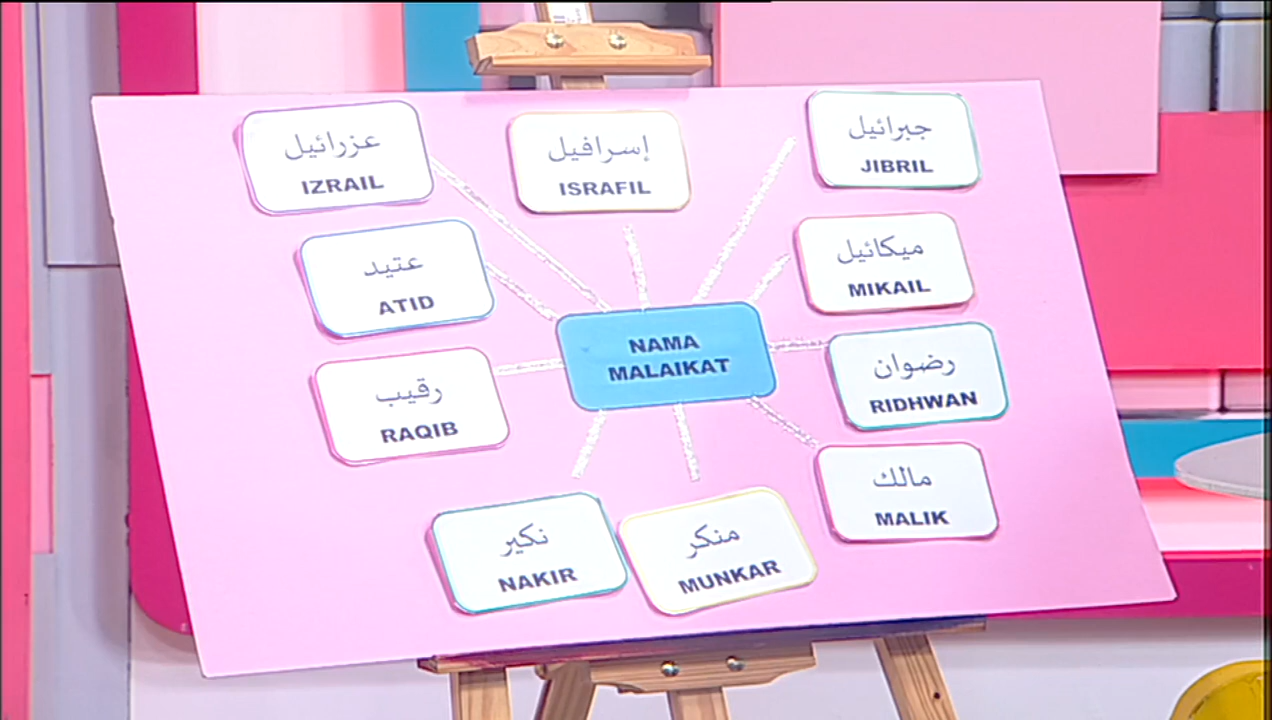 عزرائيل
IZRAIL
إسرافيل
ISRAFIL
جبرائيل
JIBRIL
عتيد
ATID
ميكائيل
MIKAIL
NAMA
MALAIKAT
رقيب
RAQIB
رضوان
RIDHWAN
مالك
MALIK
نكير
NAKIR
منكر
MUNKAR